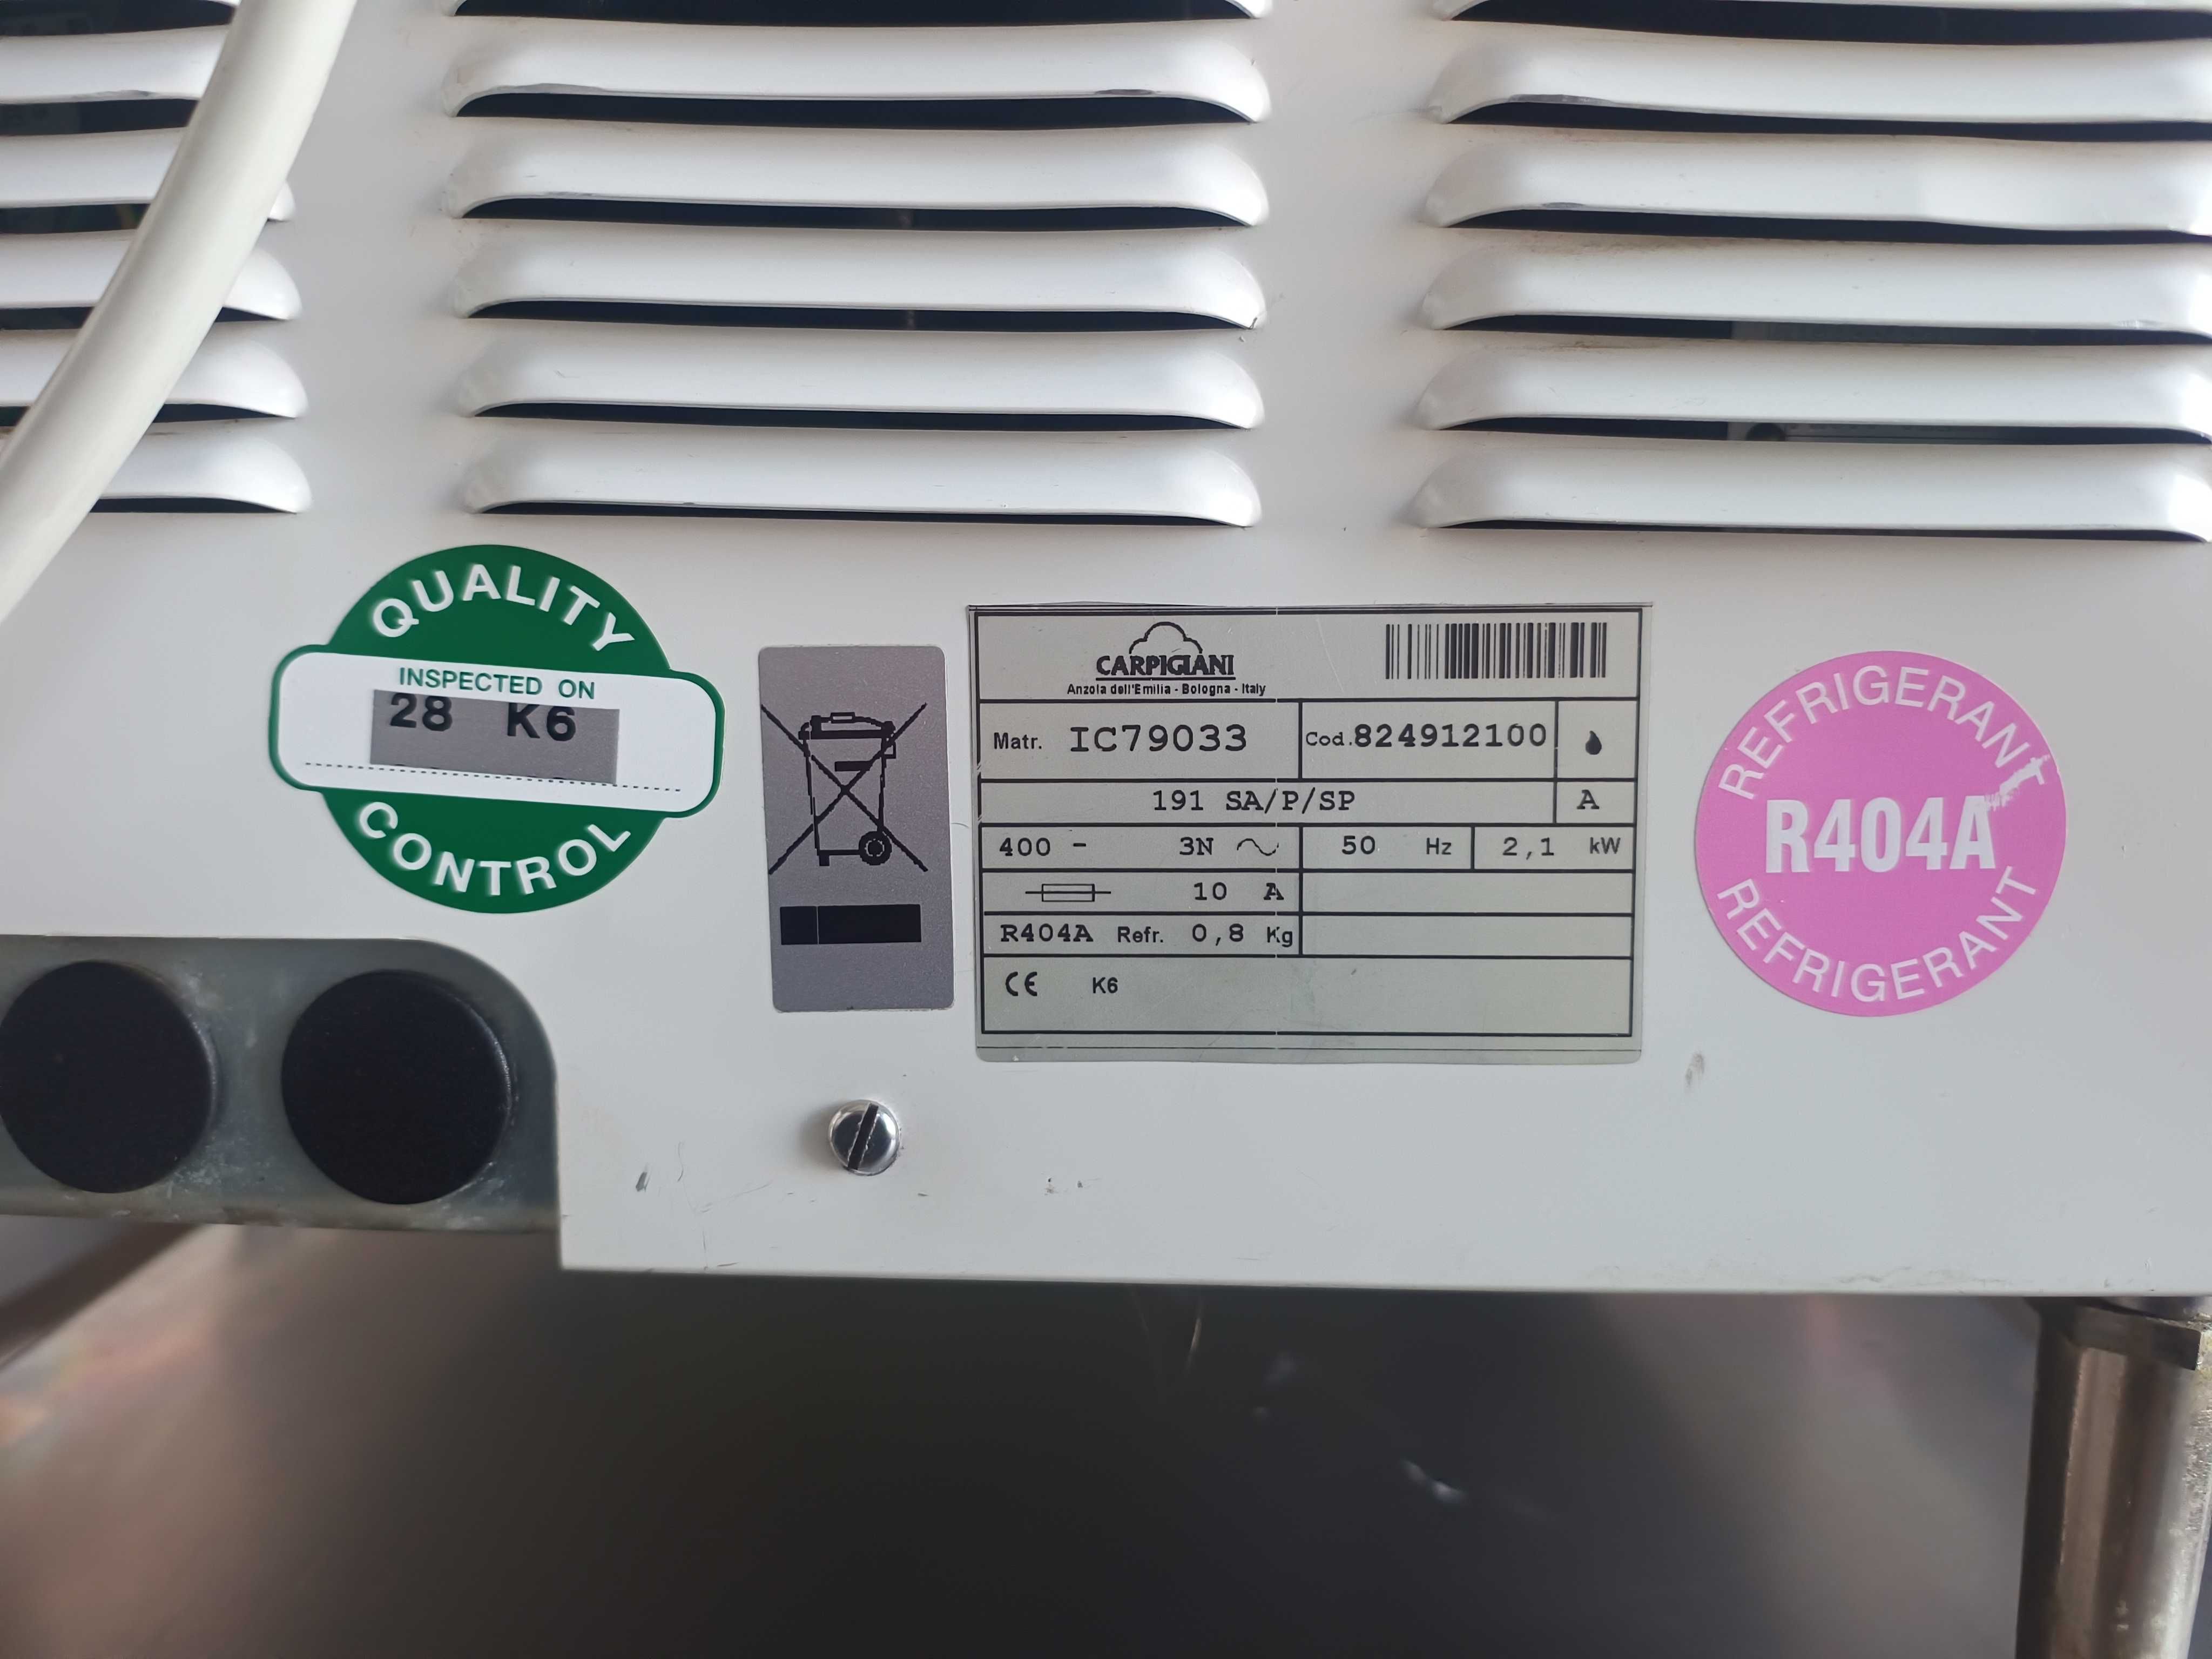 QUALITY
INSPECTED ON
28 K6
CONTROL
CARPIGIANI
Anzola dell'Emilia - Bologna - Italy
Matr. IC79033 Cod. 824912100
191 SA/P/SP A
400 - 3N 50 Hz 2,1 kW
10 A
R404A Refr. 0,8 Kg
CE K6
REFRIGERANT
R404A
REFRIGERANT